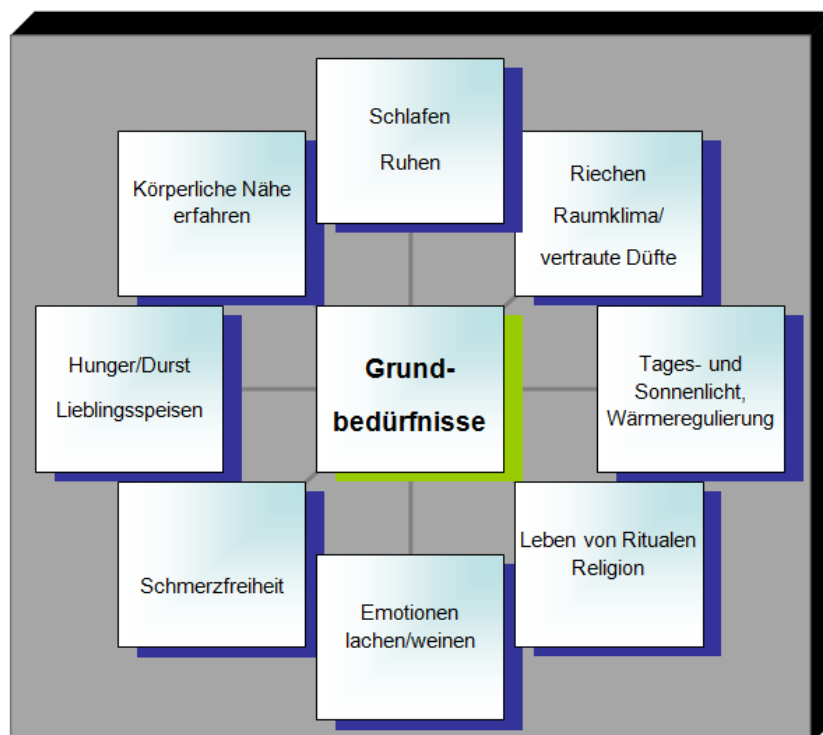 Schlafen
Ruhen
Körperliche Nähe
erfahren
Riechen
Raumklima/
vertraute Düfte
Hunger/Durst
Lieblingsspeisen
Grund-
bedürfnisse
Tages- und
Sonnenlicht,
Wärmeregulierung
Schmerzfreiheit
Emotionen
lachen/weinen
Leben von Ritualen
Religion